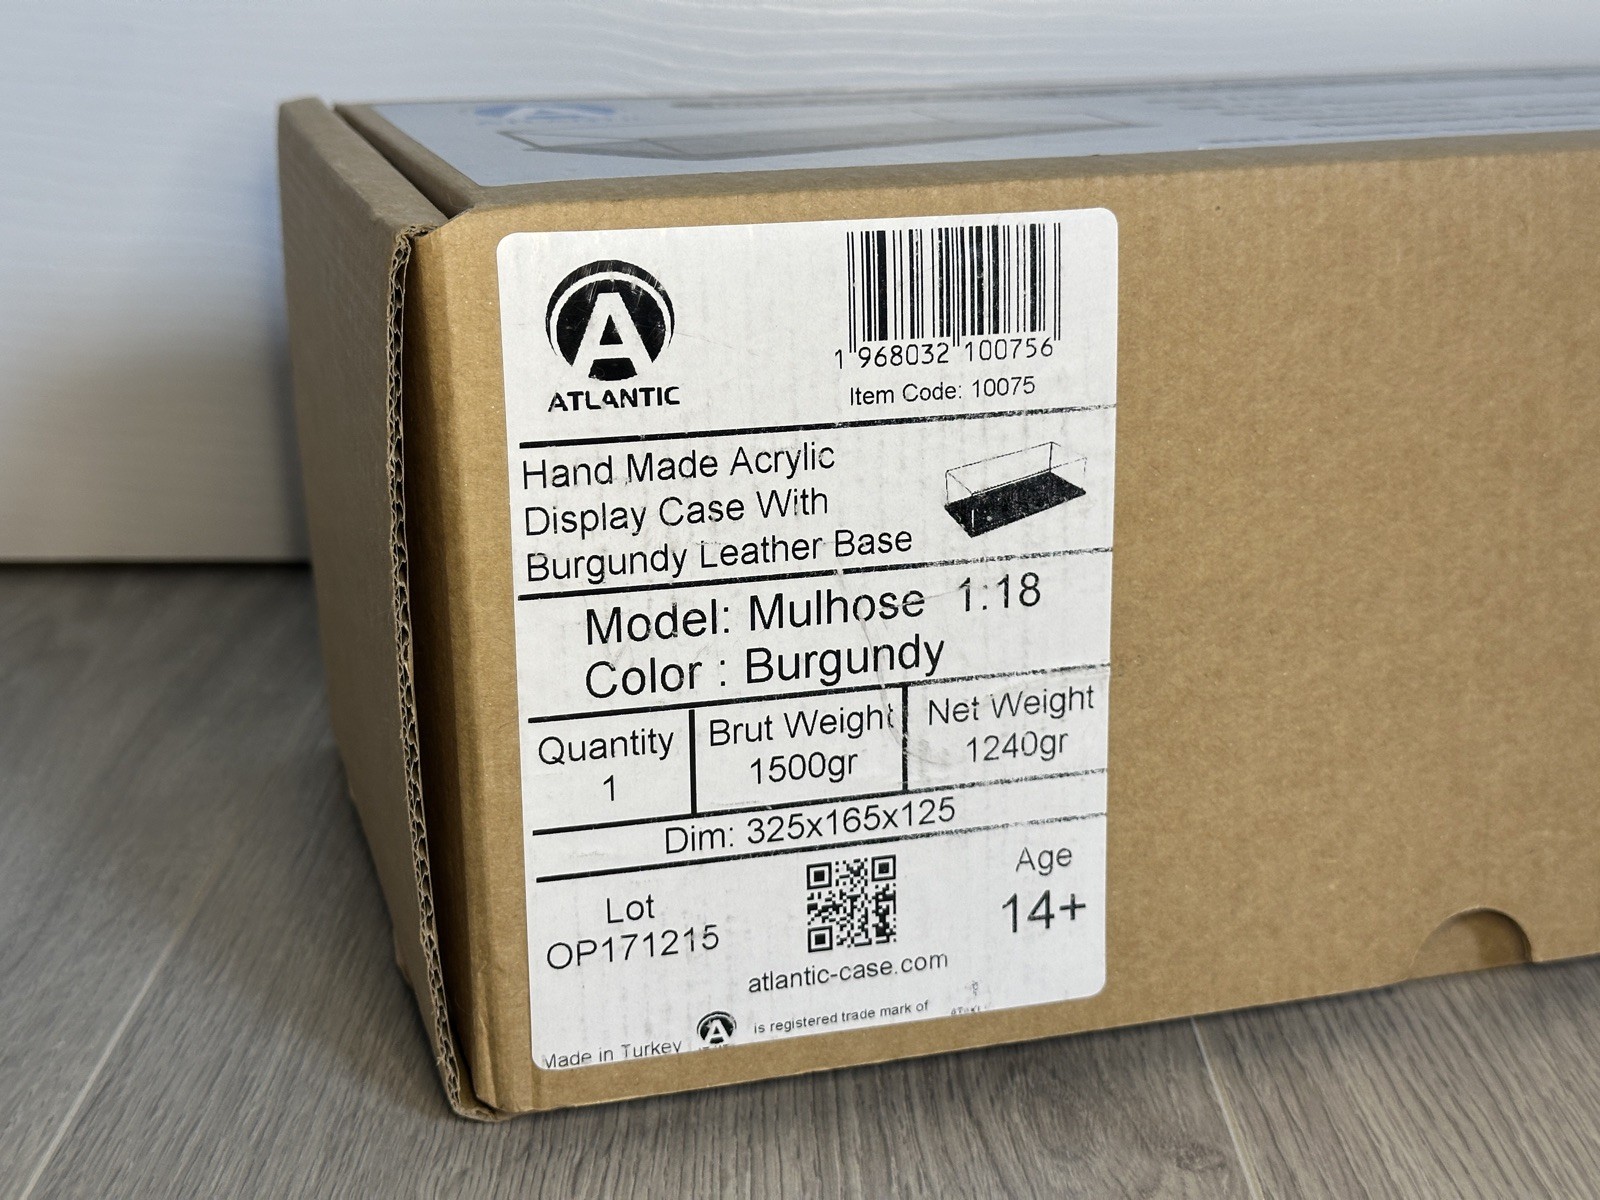 ATLANTIC
1 968032 100756
Item Code: 10075
Hand Made Acrylic
Display Case With
Burgundy Leather Base
Model: Mulhose 1:18
Color : Burgundy
Quantity
1
Brut Weight
1500gr
Net Weight
1240gr
Dim: 325x165x125
Lot
OP171215
atlantic-case.com
Age
14+
Made in Turkey
is registered trade mark of